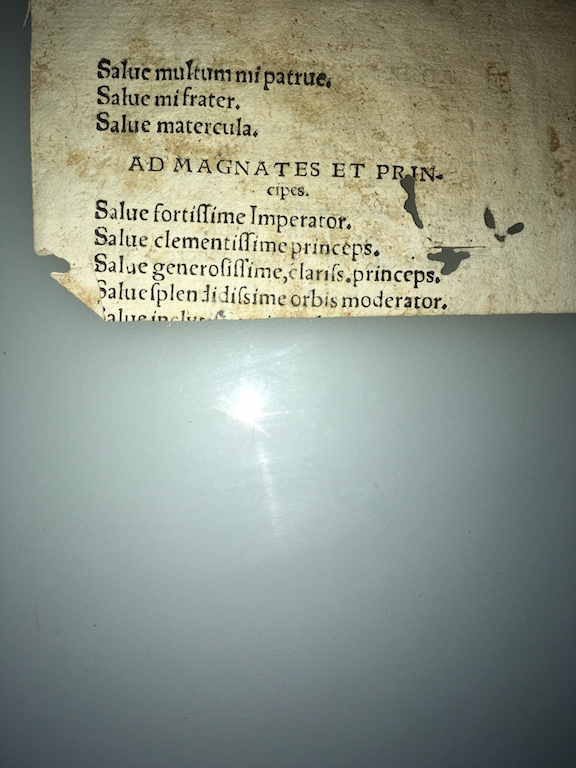 Salue multum mi patrue.
Salue mi frater.
Salue matercula.
AD MAGNATES ET PRIN-
cipes.
Salue fortiſſime Imperator.
Salue clementiſſime princeps.
Salue generoſiſſime, clariſs. princeps.
Salue ſplendidiſsime orbis moderator.
Salue